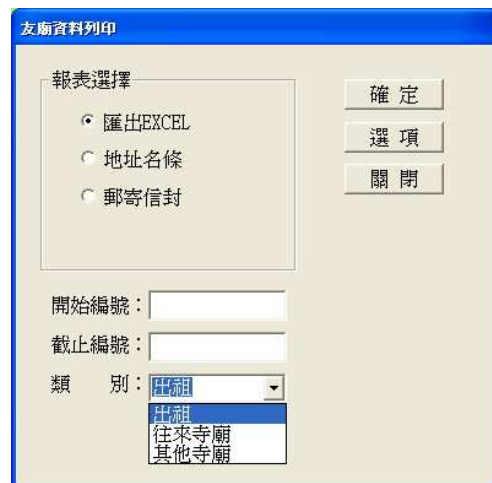 友廟資料列印
報表選擇
匯出EXCEL
地址名條
郵寄信封
確定
選項
關閉
開始編號：
截止編號：
類 別：出祖
出祖
往來寺廟
其他寺廟